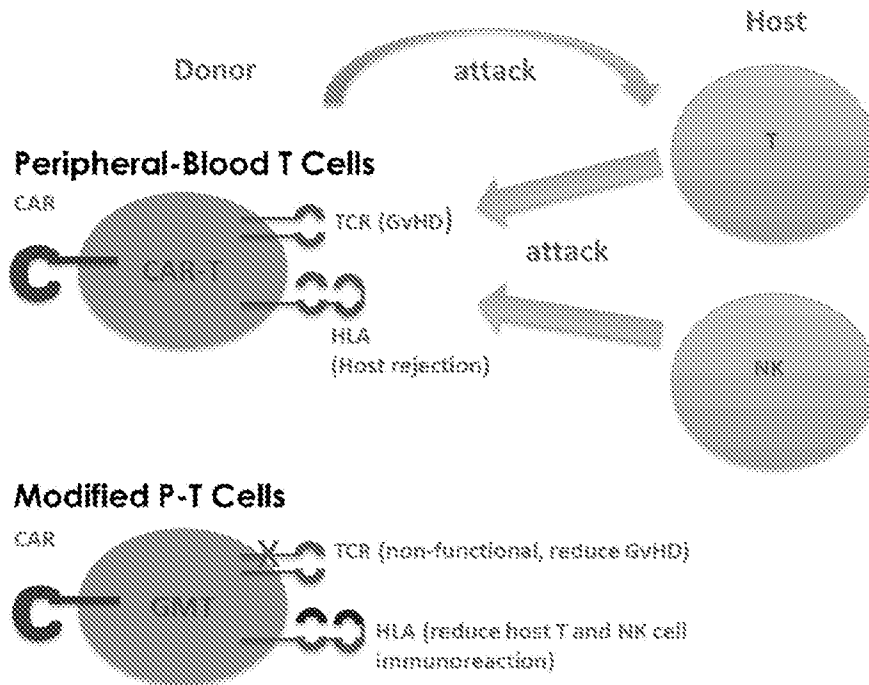 Host
Donor
attack
T
Peripheral-Blood T Cells
CAR
TCR (GvHD)
CAR-T
attack
HLA
(Host rejection)
NK
Modified P-T Cells
CAR
X
TCR (non-functional, reduce GvHD)
HLA (reduce host T and NK cell
immunoreaction)